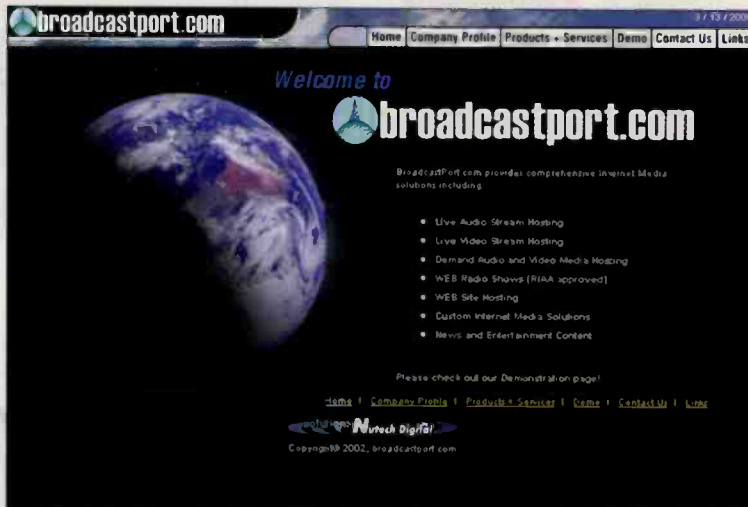 broadcastport.com
3 / 13 / 200
Home Company Profile Products + Services Demo Contact Us Links
Welcome to
broadcastport.com
BroadcastPort.com provides comprehensive Internet Media
solutions including
• Live Audio Stream Hosting
• Live Video Stream Hosting
• Demand Audio and Video Media Hosting
• WEB Radio Shows (RIAA approved)
• WEB Site Hosting
• Custom Internet Media Solutions
• News and Entertainment Content
Please check out our Demonstration page!
Home | Company Profile | Products + Services | Demo | Contact Us | Links
Nutech Digital
Copyright© 2002, broadcastport.com